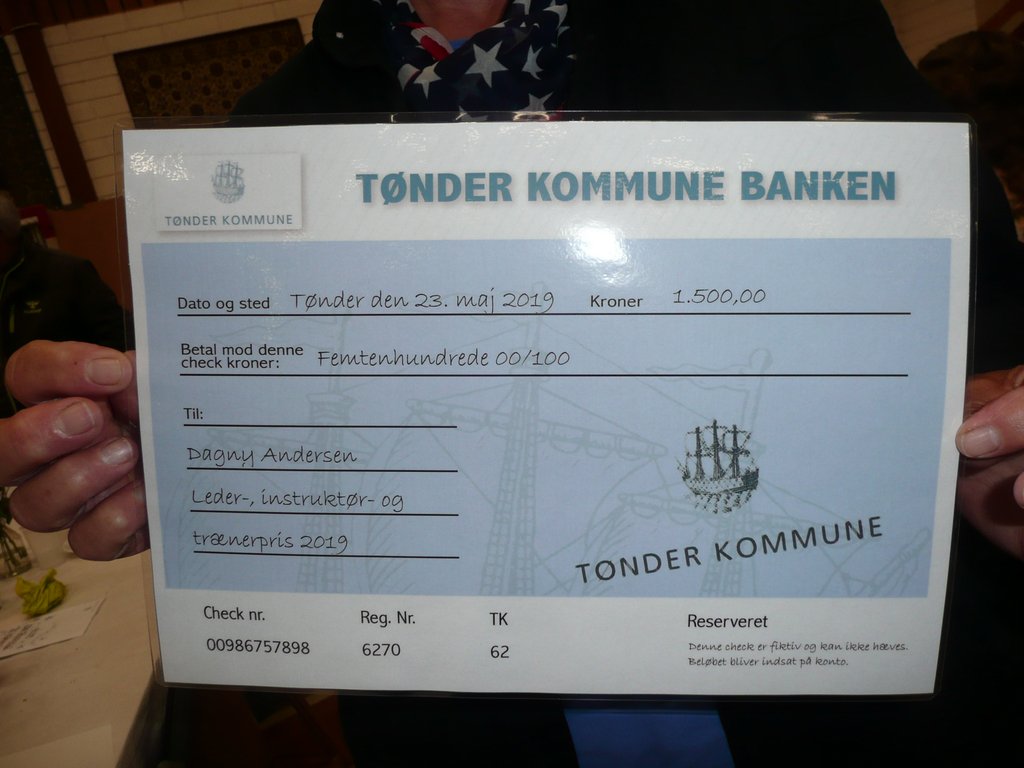 TØNDER KOMMUNE
TØNDER KOMMUNE BANKEN
Dato og sted Tønder den 23. maj 2019 Kroner 1.500,00
Betal mod denne
check kroner: Femtenhundrede 00/100
Til:
Dagny Andersen
Leder-, instruktør- og
trænerpris 2019
TØNDER KOMMUNE
Check nr. Reg. Nr. TK Reserveret
00986757898 6270 62
Denne check er fiktiv og kan ikke hæves.
Beløbet bliver indsat på konto.